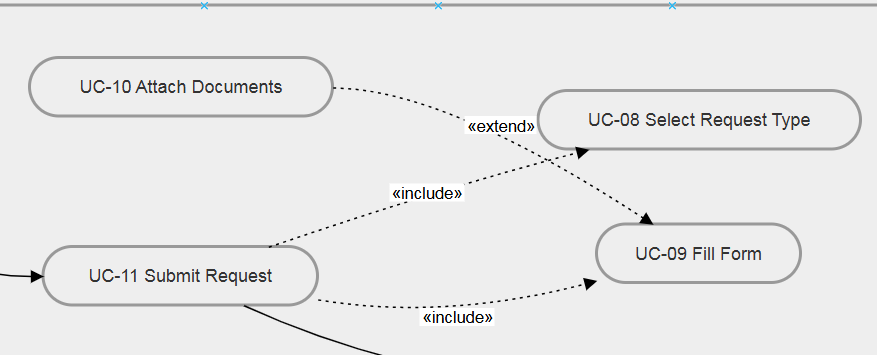 UC-10 Attach Documents
UC-08 Select Request Type
«extend»
«include»
UC-09 Fill Form
UC-11 Submit Request
«include»